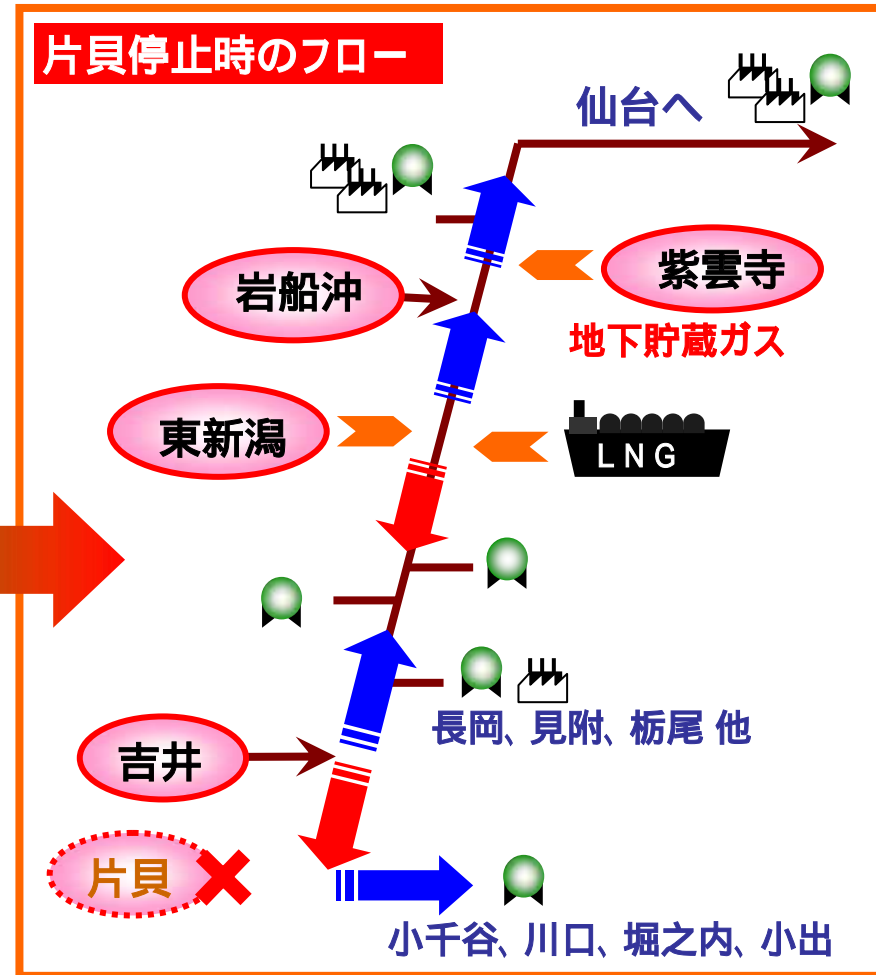 片貝停止時のフロー
仙台へ
紫雲寺
岩船沖
地下貯蔵ガス
東新潟
LNG
長岡、見附、栃尾 他
吉井
片貝
小千谷、川口、堀之内、小出